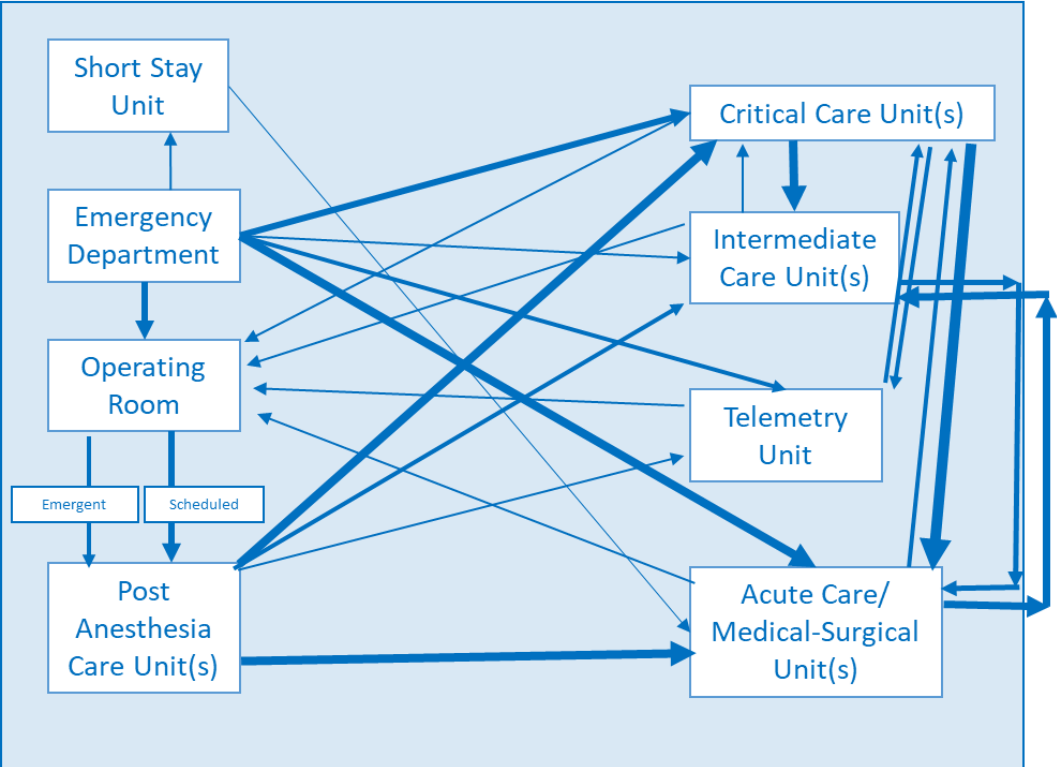 Short Stay
Unit
Emergency
Department
Operating
Room
Emergent
Scheduled
Post
Anesthesia
Care Unit(s)
Critical Care Unit(s)
Intermediate
Care Unit(s)
Telemetry
Unit
Acute Care/
Medical-Surgical
Unit(s)